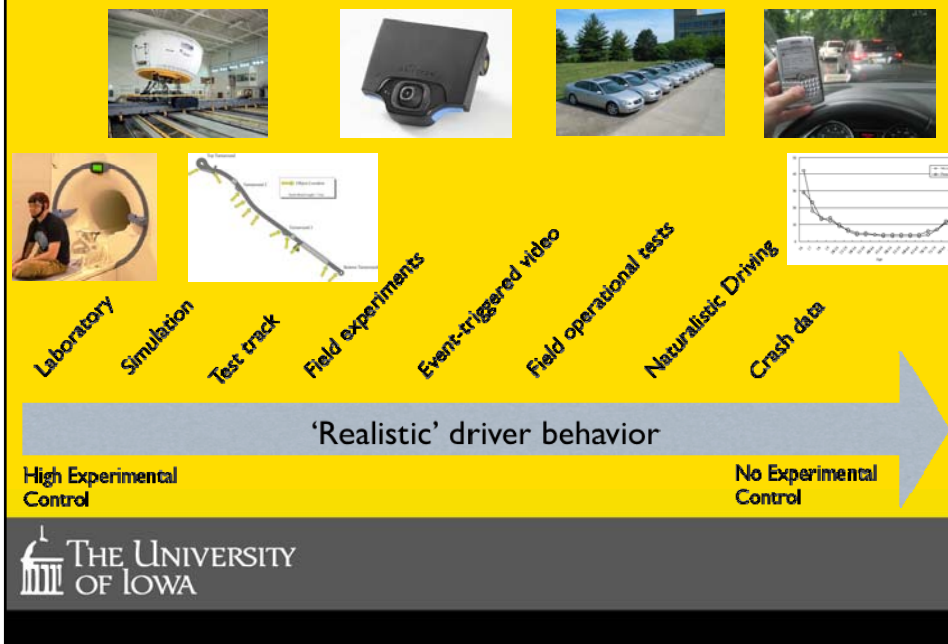 Laboratory
Simulation
Test track
Field experiments
Event-triggered video
Field operational tests
Naturalistic Driving
Crash data
‘Realistic’ driver behavior
High Experimental
Control
No Experimental
Control
THE UNIVERSITY
OF IOWA